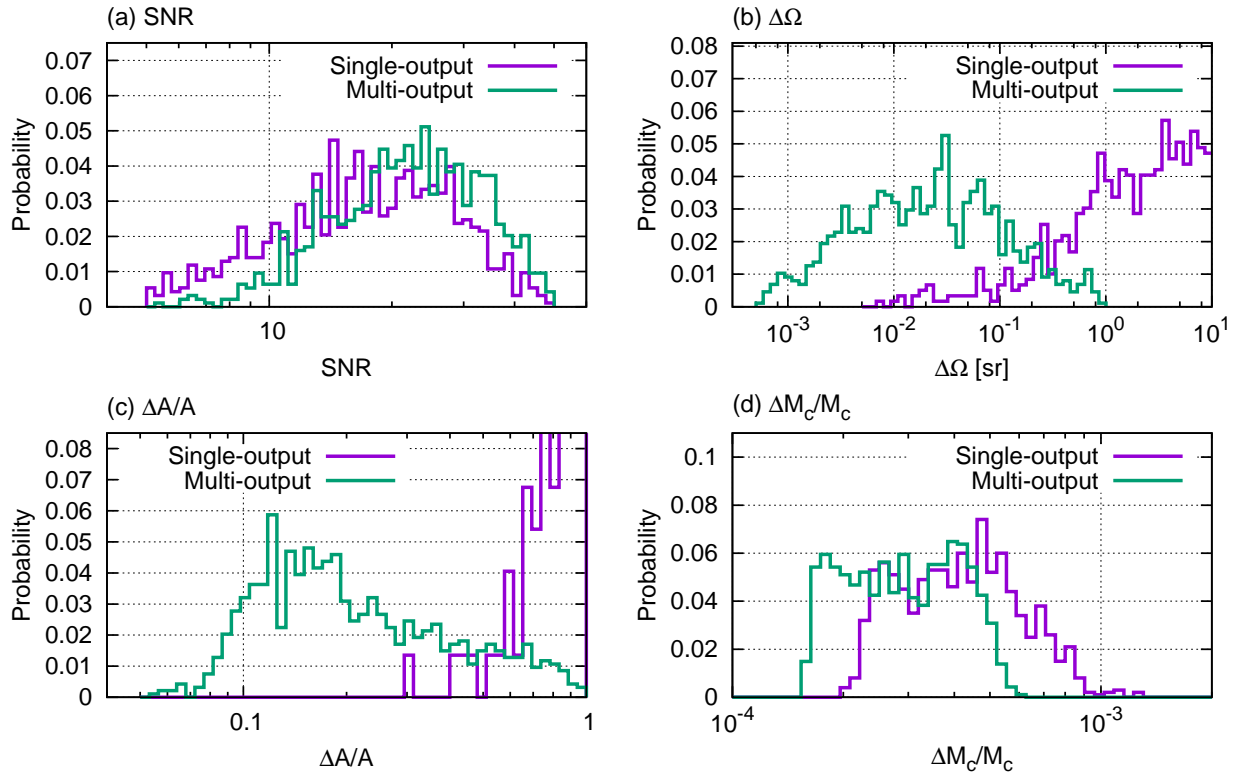 (a) SNR
Probability
0.07
0.06
0.05
0.04
0.03
0.02
0.01
0
Single-output
Multi-output
10
SNR
(b) ΔΩ
Probability
0.08
0.07
0.06
0.05
0.04
0.03
0.02
0.01
0
Single-output
Multi-output
10⁻³ 10⁻² 10⁻¹ 10⁰ 10¹
ΔΩ [sr]
(c) ΔA/A
Probability
0.08
0.07
0.06
0.05
0.04
0.03
0.02
0.01
0
Single-output
Multi-output
0.1 1
ΔA/A
(d) ΔM_c/M_c
Probability
0.1
0.08
0.06
0.04
0.02
0
Single-output
Multi-output
10⁻⁴ 10⁻³
ΔM_c/M_c